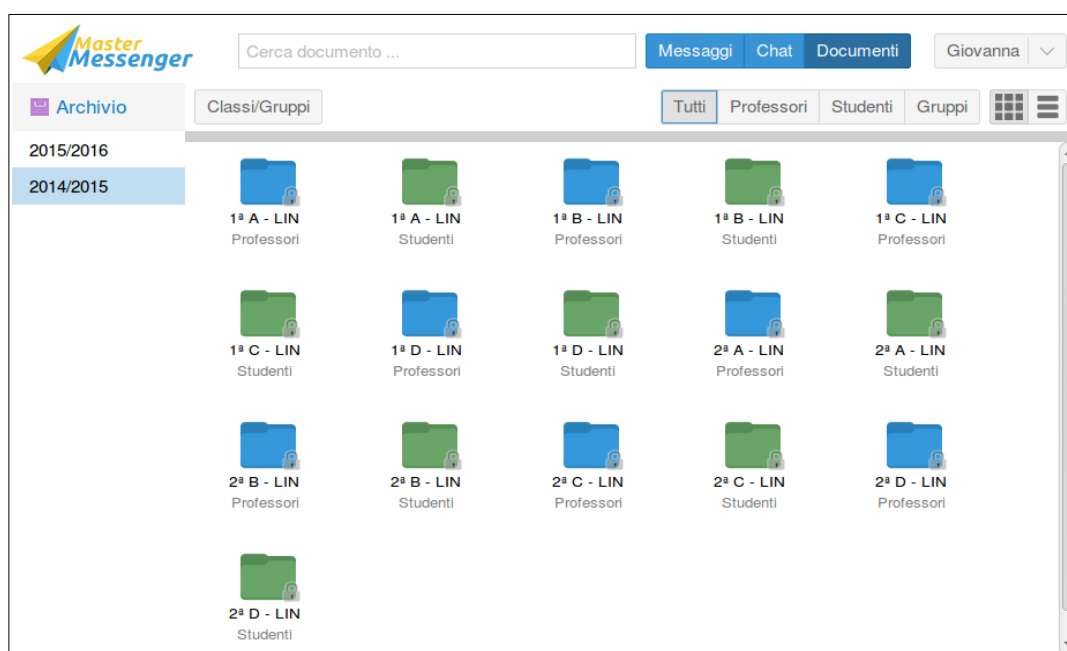 Master
Messenger
Cerca documento ...
Messaggi Chat Documenti
Giovanna
Archivio
Classi/Gruppi
Tutti Professori Studenti Gruppi
2015/2016
2014/2015
1ª A - LIN 1ª A - LIN 1ª B - LIN 1ª B - LIN 1ª C - LIN
Professori Studenti Professori Studenti Professori
1ª C - LIN 1ª D - LIN 1ª D - LIN 2ª A - LIN 2ª A - LIN
Studenti Professori Studenti Professori Studenti
2ª B - LIN 2ª B - LIN 2ª C - LIN 2ª C - LIN 2ª D - LIN
Professori Studenti Professori Studenti Professori
2ª D - LIN
Studenti